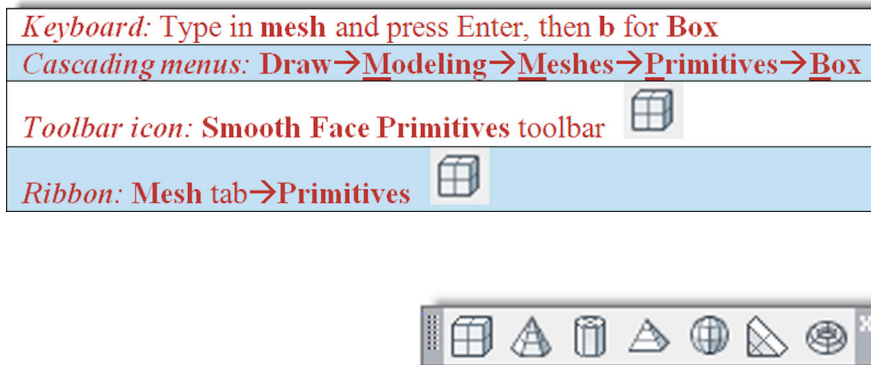 Keyboard: Type in mesh and press Enter, then b for Box
Cascading menus: Draw→Modeling→Meshes→Primitives→Box
Toolbar icon: Smooth Face Primitives toolbar
Ribbon: Mesh tab→Primitives